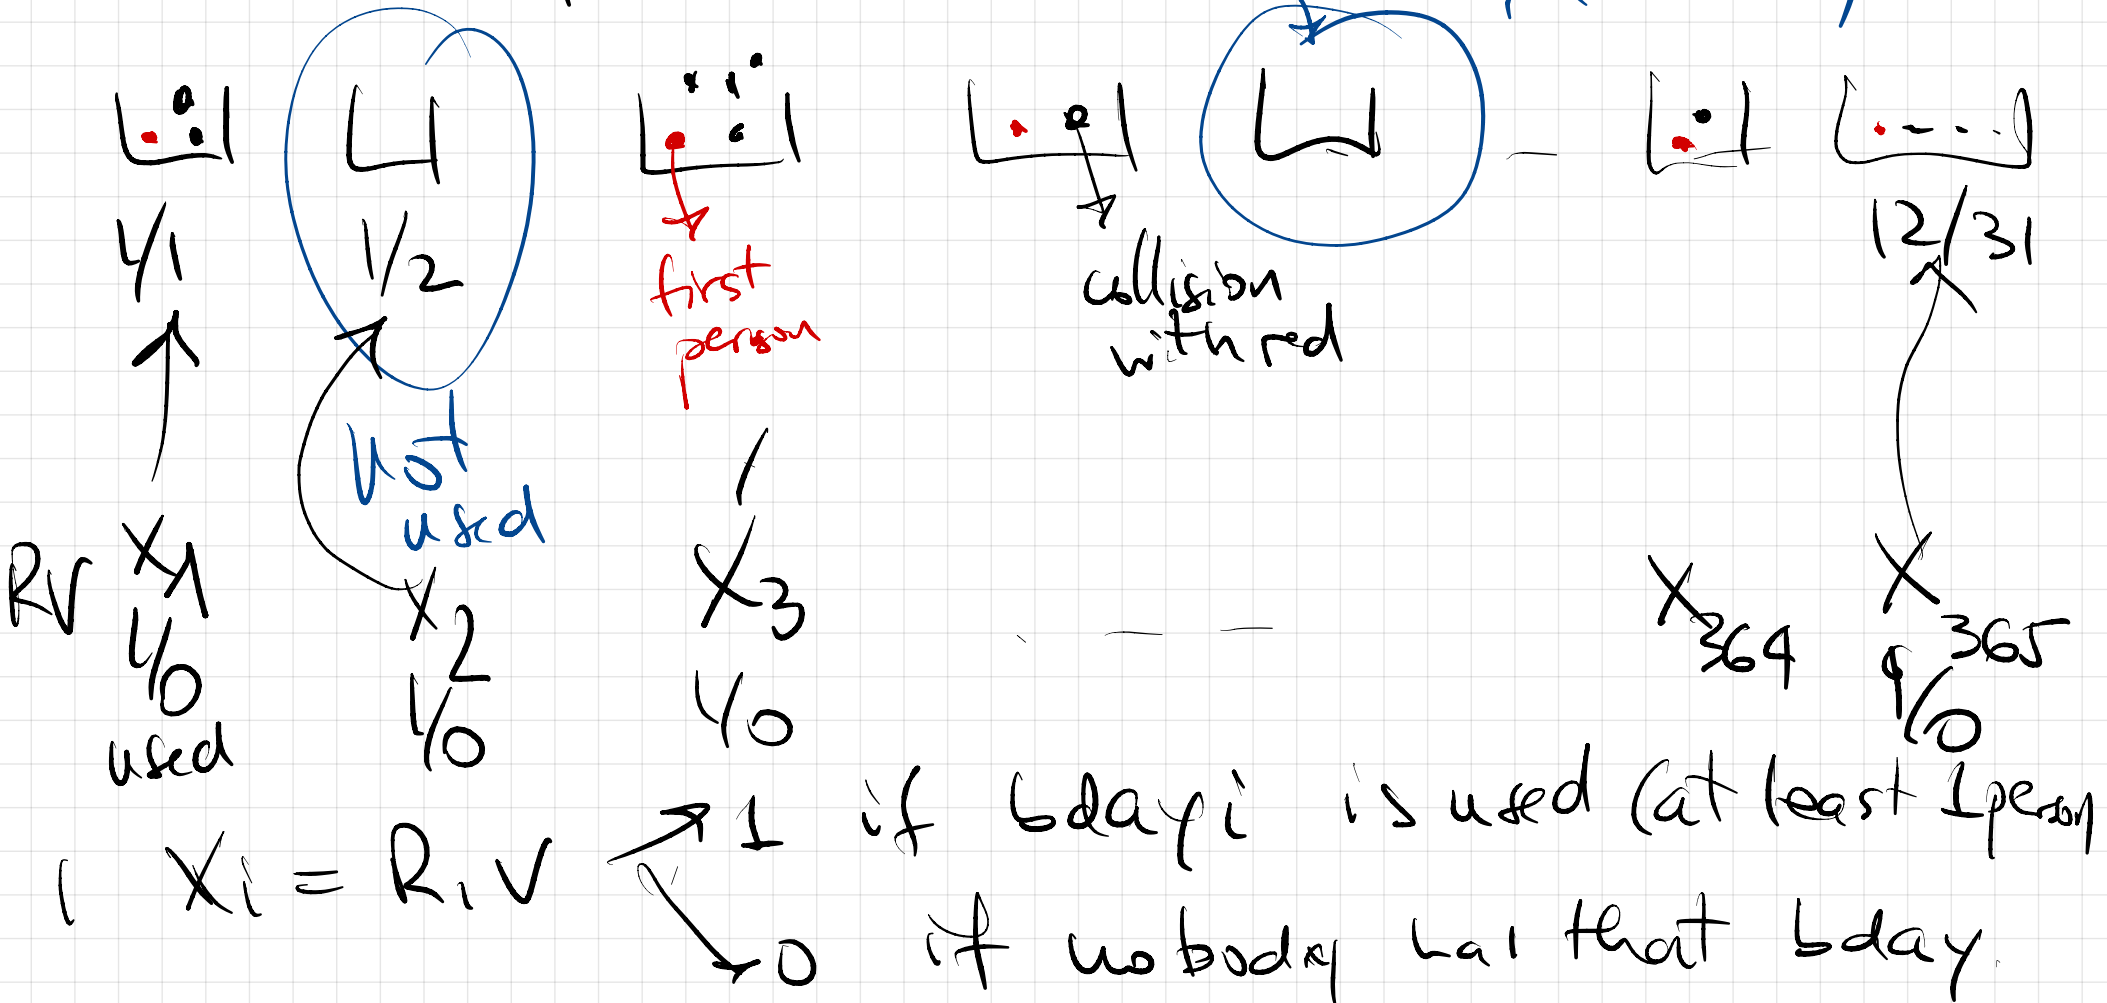 1/1 1/2 12/31
first person
collision with red
not used
RV X1 X2 X3 X364 X365
1/0 1/0 1/0 1/0
used
1 if bday i is used (at least 1 person
Xi = R.V
0 if nobody has that bday.